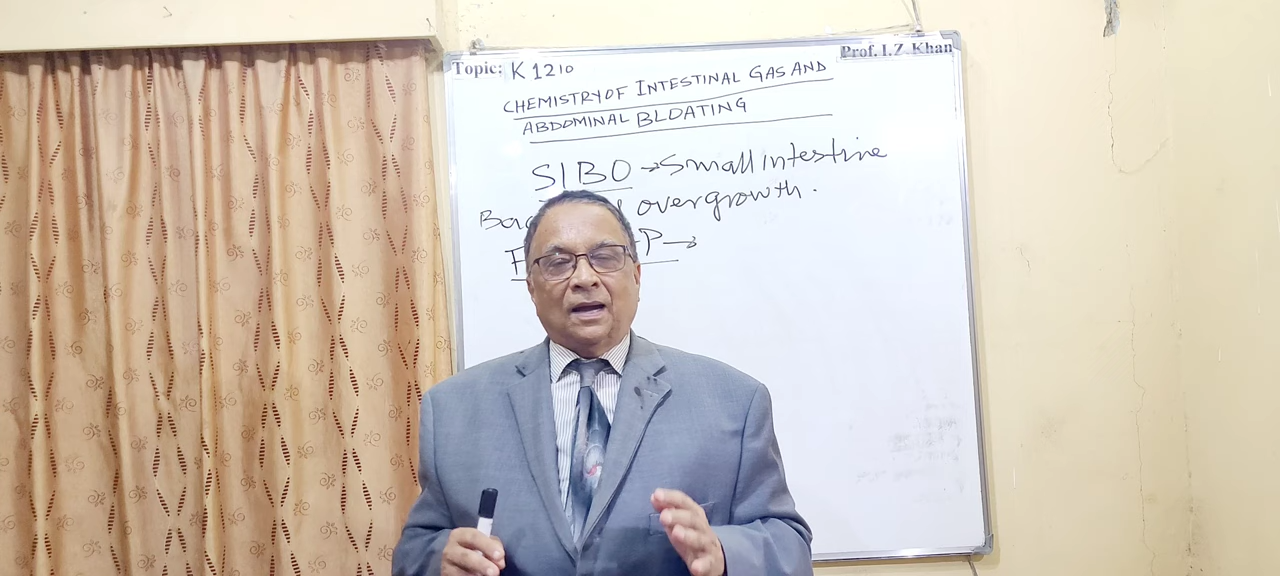 Topic: K 1210
Prof. I.Z Khan
CHEMISTRY OF INTESTINAL GAS AND
ABDOMINAL BLOATING
SIBO → Small intestine
overgrowth.
P →